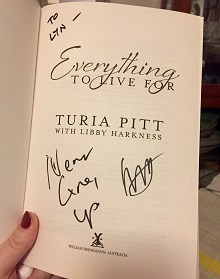 TO LYN!
Everything
TO LIVE FOR
TURIA PITT
WITH LIBBY HARKNESS
Never
Give
up
WILLIAM HEINEMANN: AUSTRALIA